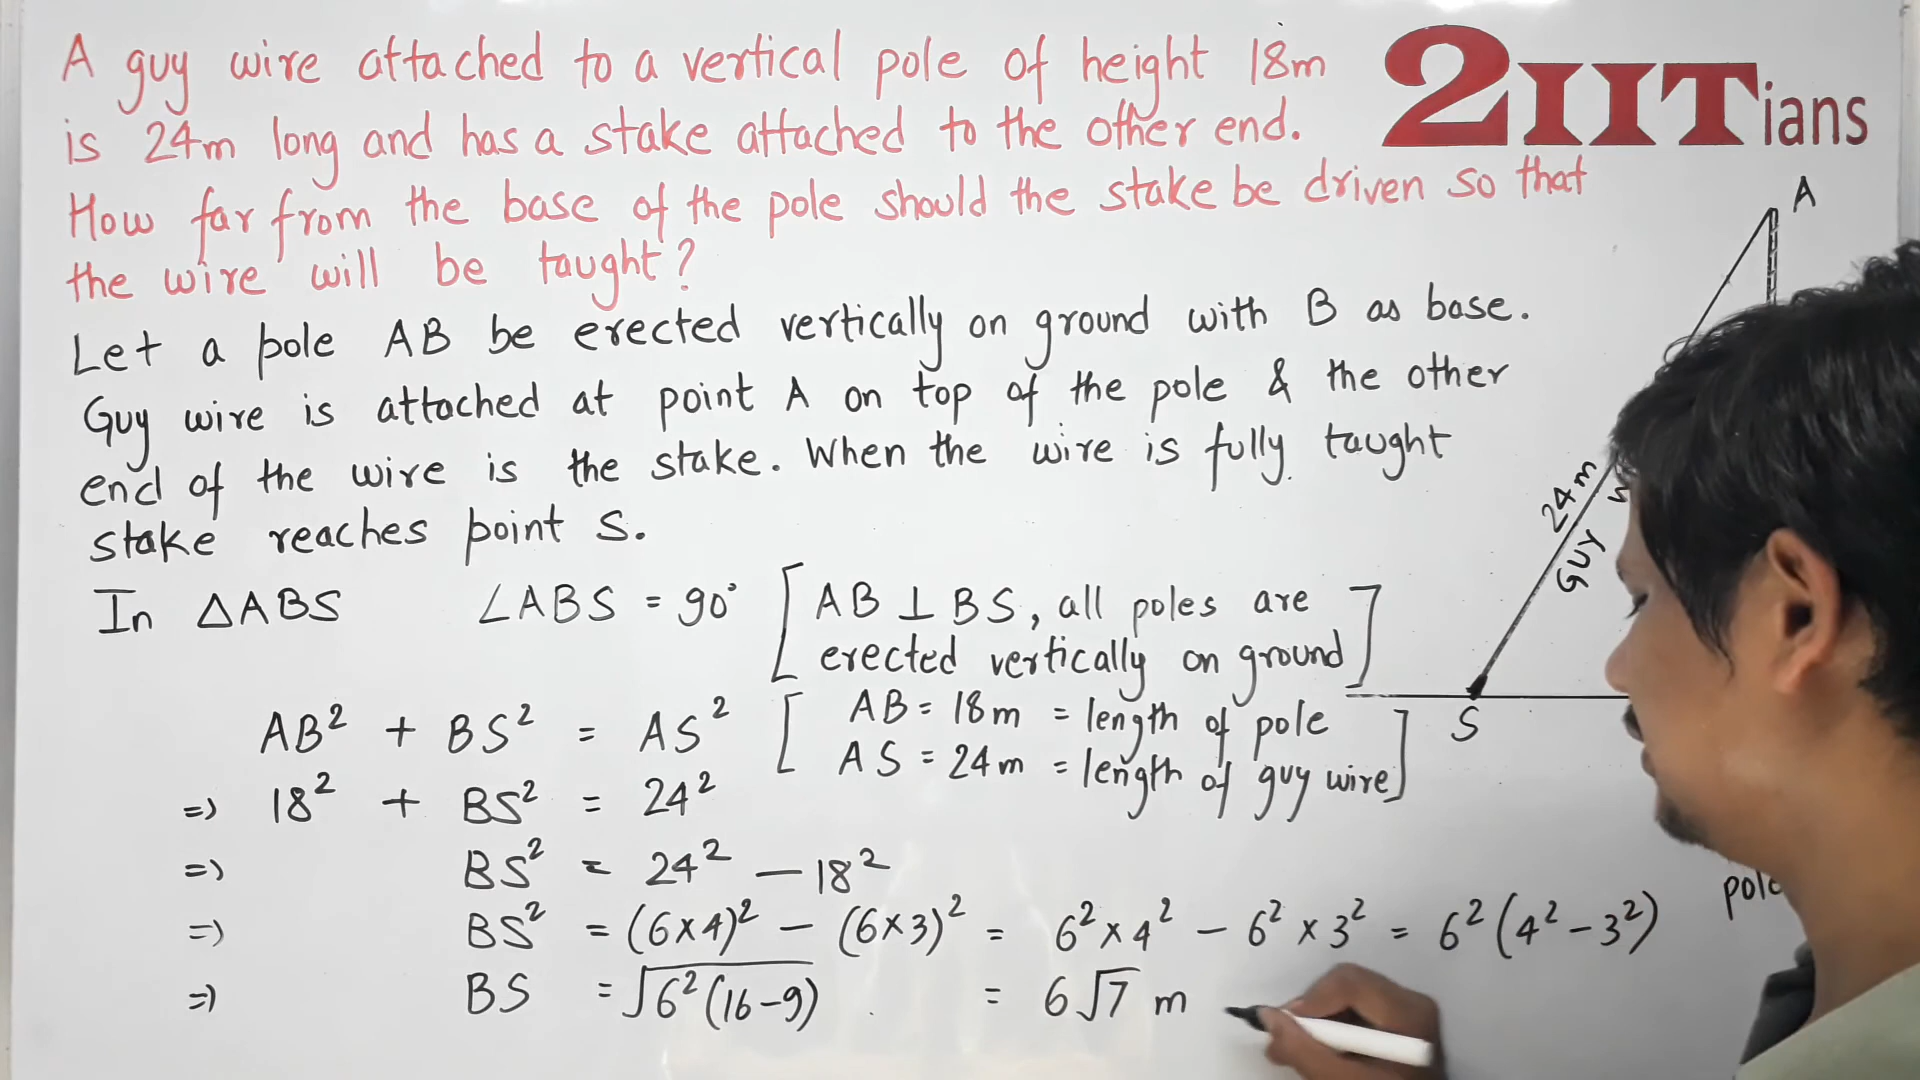 A guy wire attached to a vertical pole of height 18m
is 24m long and has a stake attached to the other end.
How far from the base of the pole should the stake be driven so that
the wire will be taught?
2IITians
Let a pole AB be erected vertically on ground with B as base.
Guy wire is attached at point A on top of the pole & the other
end of the wire is the stake. When the wire is fully taught
stake reaches point S.
In △ABS ∠ABS = 90° [AB ⊥ BS, all poles are
erected vertically on ground]
AB² + BS² = AS² [AB = 18m = length of pole
AS = 24m = length of guy wire]
=> 18² + BS² = 24²
=> BS² = 24² – 18²
=> BS² = (6×4)² – (6×3)² = 6²×4² – 6²×3² = 6²(4²–3²)
=> BS = √6²(16–9) = 6√7 m
A
24m
GUY
S